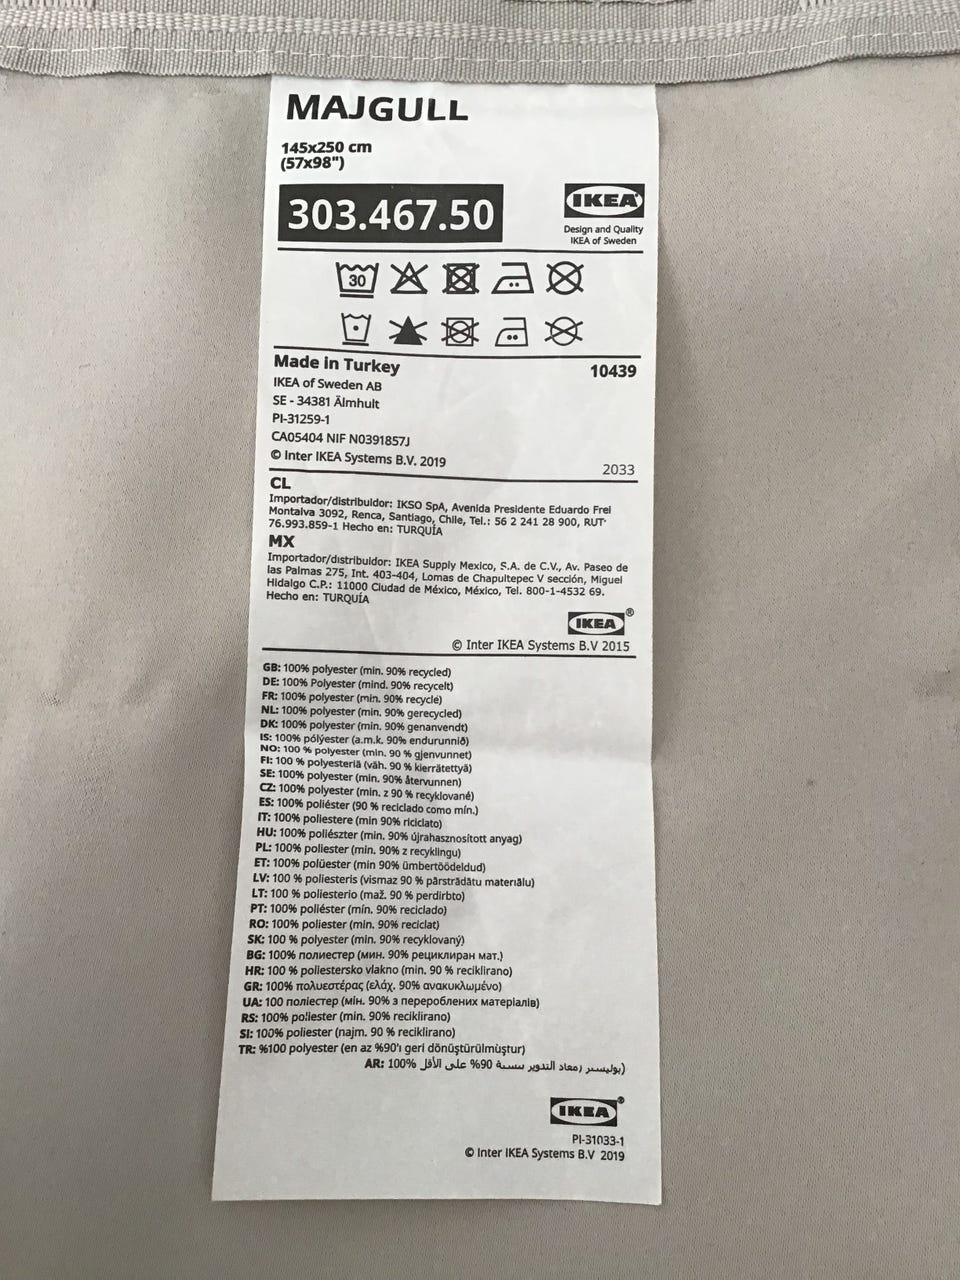 MAJGULL
145x250 cm
(57x98")
303.467.50
IKEA
Design and Quality
IKEA of Sweden
30
Made in Turkey
10439
IKEA of Sweden AB
SE - 34381 Älmhult
PI-31259-1
CA05404 NIF N0391857J
© Inter IKEA Systems B.V. 2019
2033
CL
Importador/distribuidor: IKSO SpA, Avenida Presidente Eduardo Frei
Montalva 3092, Renca, Santiago, Chile, Tel.: 56 2 241 28 900, RUT:
76.993.859-1 Hecho en: TURQUÍA
MX
Importador/distribuidor: IKEA Supply Mexico, S.A. de C.V., Av. Paseo de
las Palmas 275, Int. 403-404, Lomas de Chapultepec V sección, Miguel
Hidalgo C.P.: 11000 Ciudad de México, México, Tel. 800-1-4532 69.
Hecho en: TURQUÍA
IKEA®
© Inter IKEA Systems B.V 2015
GB: 100% polyester (min. 90% recycled)
DE: 100% Polyester (mind. 90% recycelt)
FR: 100% polyester (min. 90% recyclé)
NL: 100% polyester (min. 90% gerecycled)
DK: 100% polyester (min. 90% genanvendt)
IS: 100% pólýester (a.m.k. 90% endurunnið)
NO: 100 % polyester (min. 90 % gjenvunnet)
FI: 100 % polyesteriä (väh. 90 % kierrätettyä)
SE: 100% polyester (min. 90% återvunnen)
CZ: 100% polyester (min. z 90 % recyklované)
ES: 100% poliéster (90 % reciclado como mín.)
IT: 100% poliestere (min 90% riciclato)
HU: 100% poliészter (min. 90% újrahasznosított anyag)
PL: 100% poliester (min. 90% z recyklingu)
ET: 100% polüester (min 90% ümbertöödeldud)
LV: 100 % poliesteris (vismaz 90 % pārstrādātu materiālu)
LT: 100 % poliesterio (maž. 90 % perdirbto)
PT: 100% poliéster (mín. 90% reciclado)
RO: 100% poliester (min. 90% reciclat)
SK: 100 % polyester (min. 90% recyklovaný)
BG: 100% полиестер (мин. 90% рециклиран мат.)
HR: 100 % poliestersko vlakno (min. 90 % reciklirano)
GR: 100% πολυεστέρας (ελάχ. 90% ανακυκλωμένο)
UA: 100 поліестер (мін. 90% з перероблених матеріалів)
RS: 100% poliester (min. 90% reciklirano)
SI: 100% poliester (najm. 90 % reciklirano)
TR: %100 polyester (en az %90'ı geri dönüştürülmüştür)
AR: 100% بوليستر (معاد التدوير بنسبة 90% على الأقل)
IKEA®
PI-31033-1
© Inter IKEA Systems B.V 2019